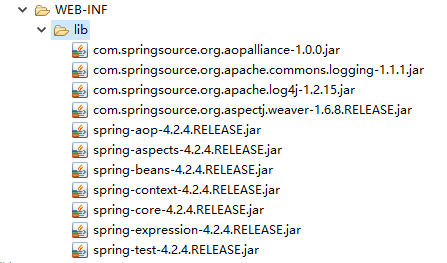 WEB-INF
lib
com.springsource.org.aopalliance-1.0.0.jar
com.springsource.org.apache.commons.logging-1.1.1.jar
com.springsource.org.apache.log4j-1.2.15.jar
com.springsource.org.aspectj.weaver-1.6.8.RELEASE.jar
spring-aop-4.2.4.RELEASE.jar
spring-aspects-4.2.4.RELEASE.jar
spring-beans-4.2.4.RELEASE.jar
spring-context-4.2.4.RELEASE.jar
spring-core-4.2.4.RELEASE.jar
spring-expression-4.2.4.RELEASE.jar
spring-test-4.2.4.RELEASE.jar